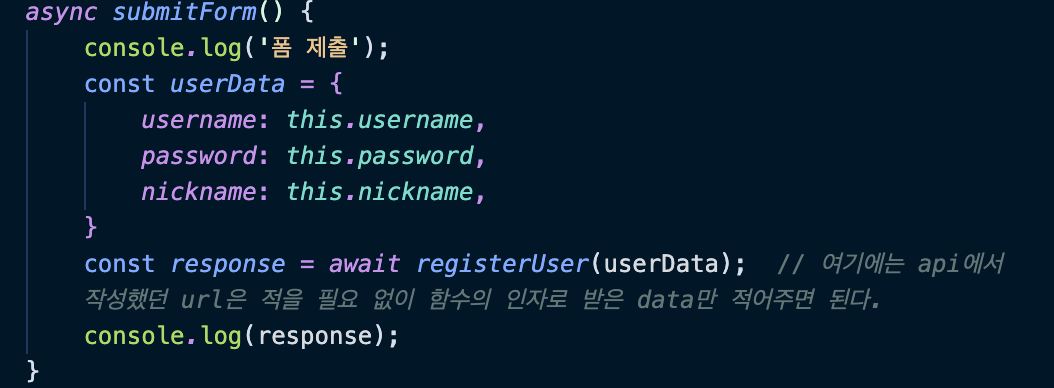 async submitForm() {
console.log('폼 제출');
const userData = {
username: this.username,
password: this.password,
nickname: this.nickname,
}
const response = await registerUser(userData);  // 여기에는 api에서
작성했던 url은 적을 필요 없이 함수의 인자로 받은 data만 적어주면 된다.
console.log(response);
}